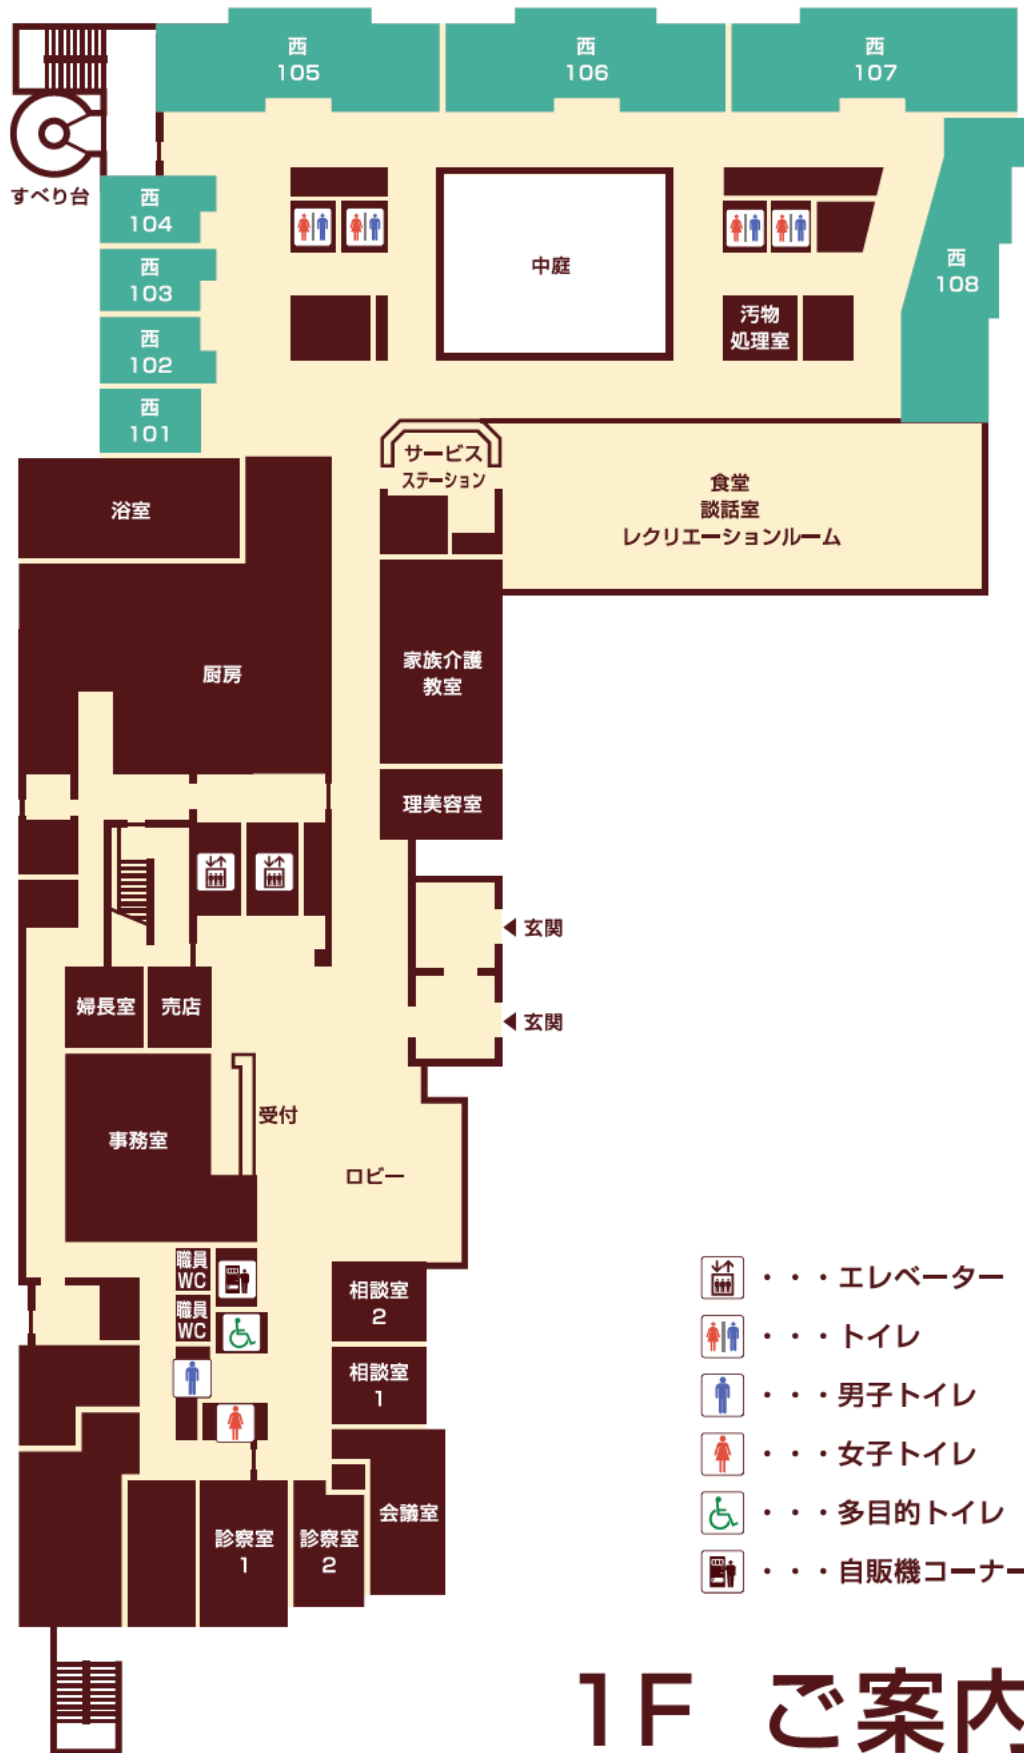 西
105
西
106
西
107
すべり台
西
104
西
103
西
102
西
101
中庭
汚物
処理室
西
108
サービス
ステーション
食堂
談話室
レクリエーションルーム
浴室
厨房
家族介護
教室
理美容室
玄関
玄関
婦長室
売店
受付
事務室
ロビー
職員
WC
職員
WC
相談室
2
相談室
1
会議室
診察室
1
診察室
2
・・・エレベーター
・・・トイレ
・・・男子トイレ
・・・女子トイレ
・・・多目的トイレ
・・・自販機コーナー
1F ご案内